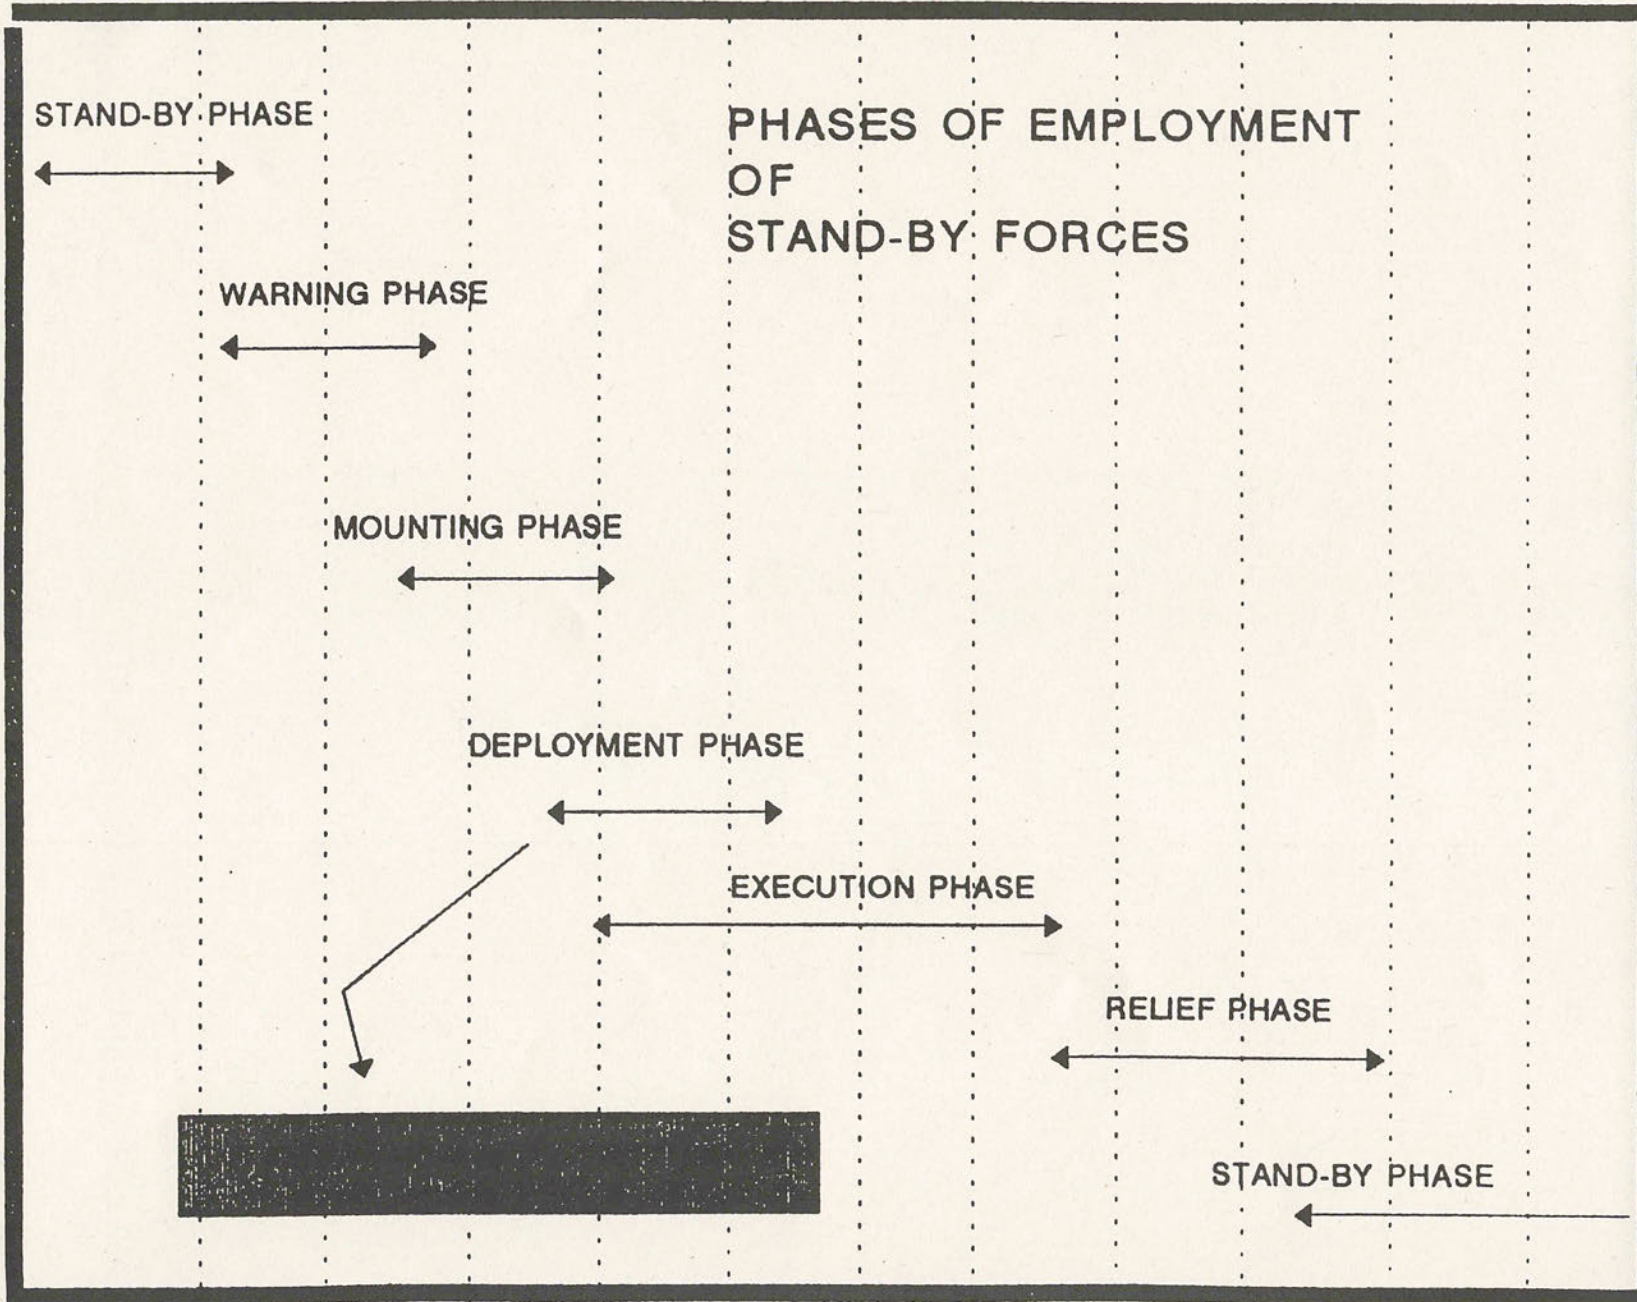 STAND-BY PHASE
PHASES OF EMPLOYMENT
OF
STAND-BY FORCES
WARNING PHASE
MOUNTING PHASE
DEPLOYMENT PHASE
EXECUTION PHASE
RELIEF PHASE
STAND-BY PHASE